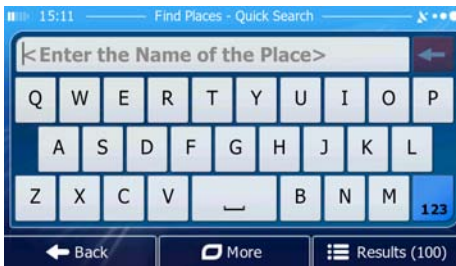 15:11 Find Places - Quick Search
<Enter the Name of the Place>
Q W E R T Y U I O P
A S D F G H J K L
Z X C V B N M 123
Back More Results (100)